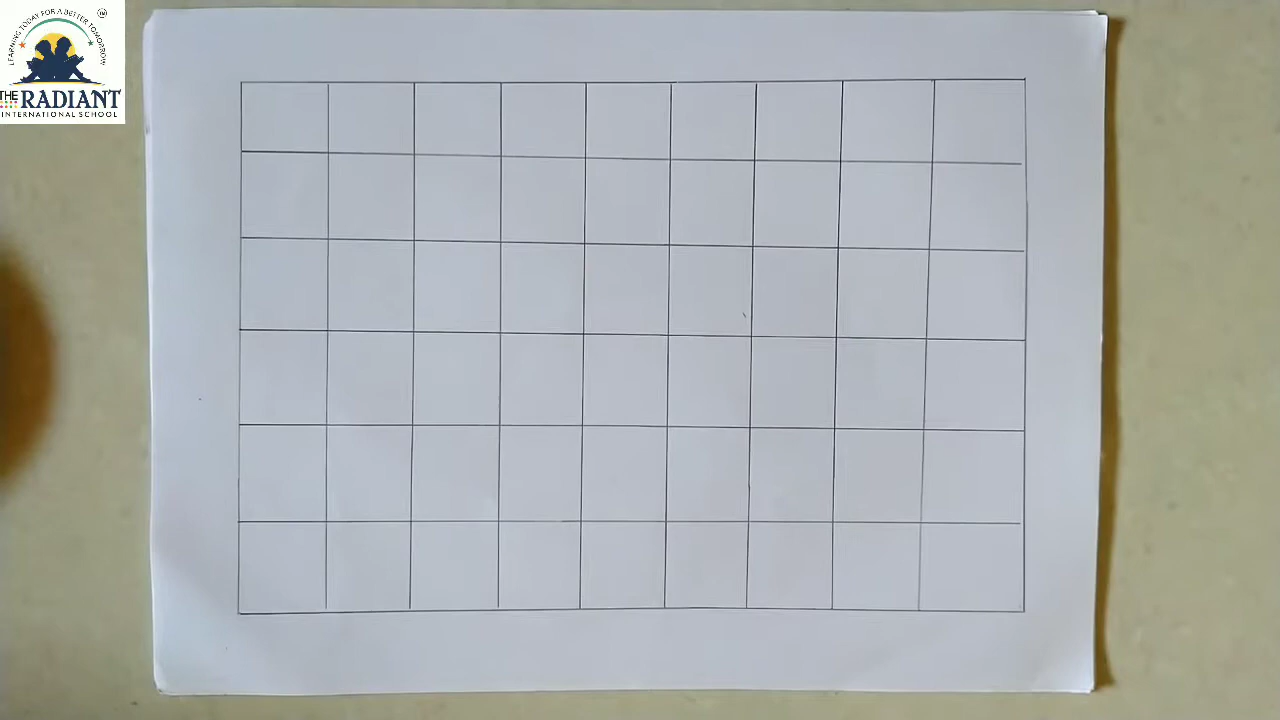 LEARNING TODAY FOR A BETTER TOMORROW
THE RADIANT
INTERNATIONAL SCHOOL